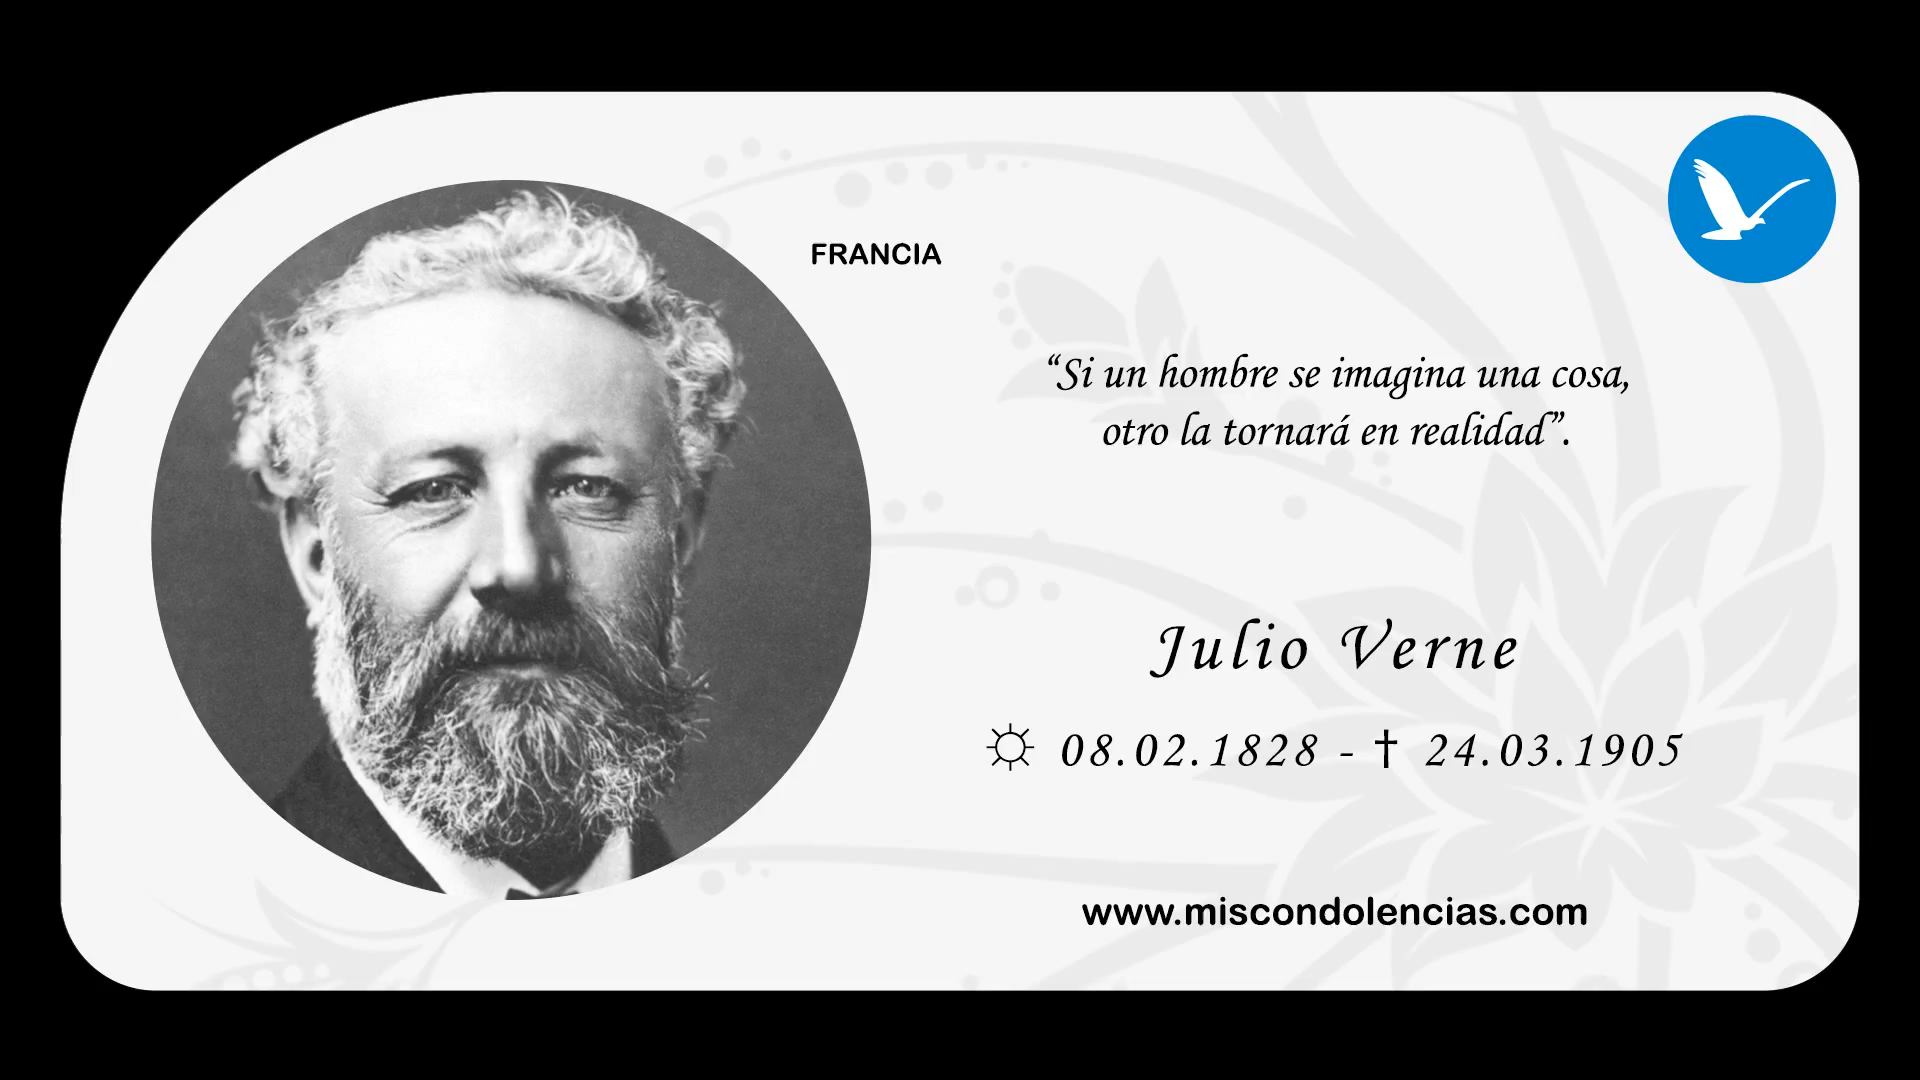 FRANCIA
“Si un hombre se imagina una cosa,
otro la tornará en realidad”.
Julio Verne
☼ 08.02.1828 - † 24.03.1905
www.miscondolencias.com